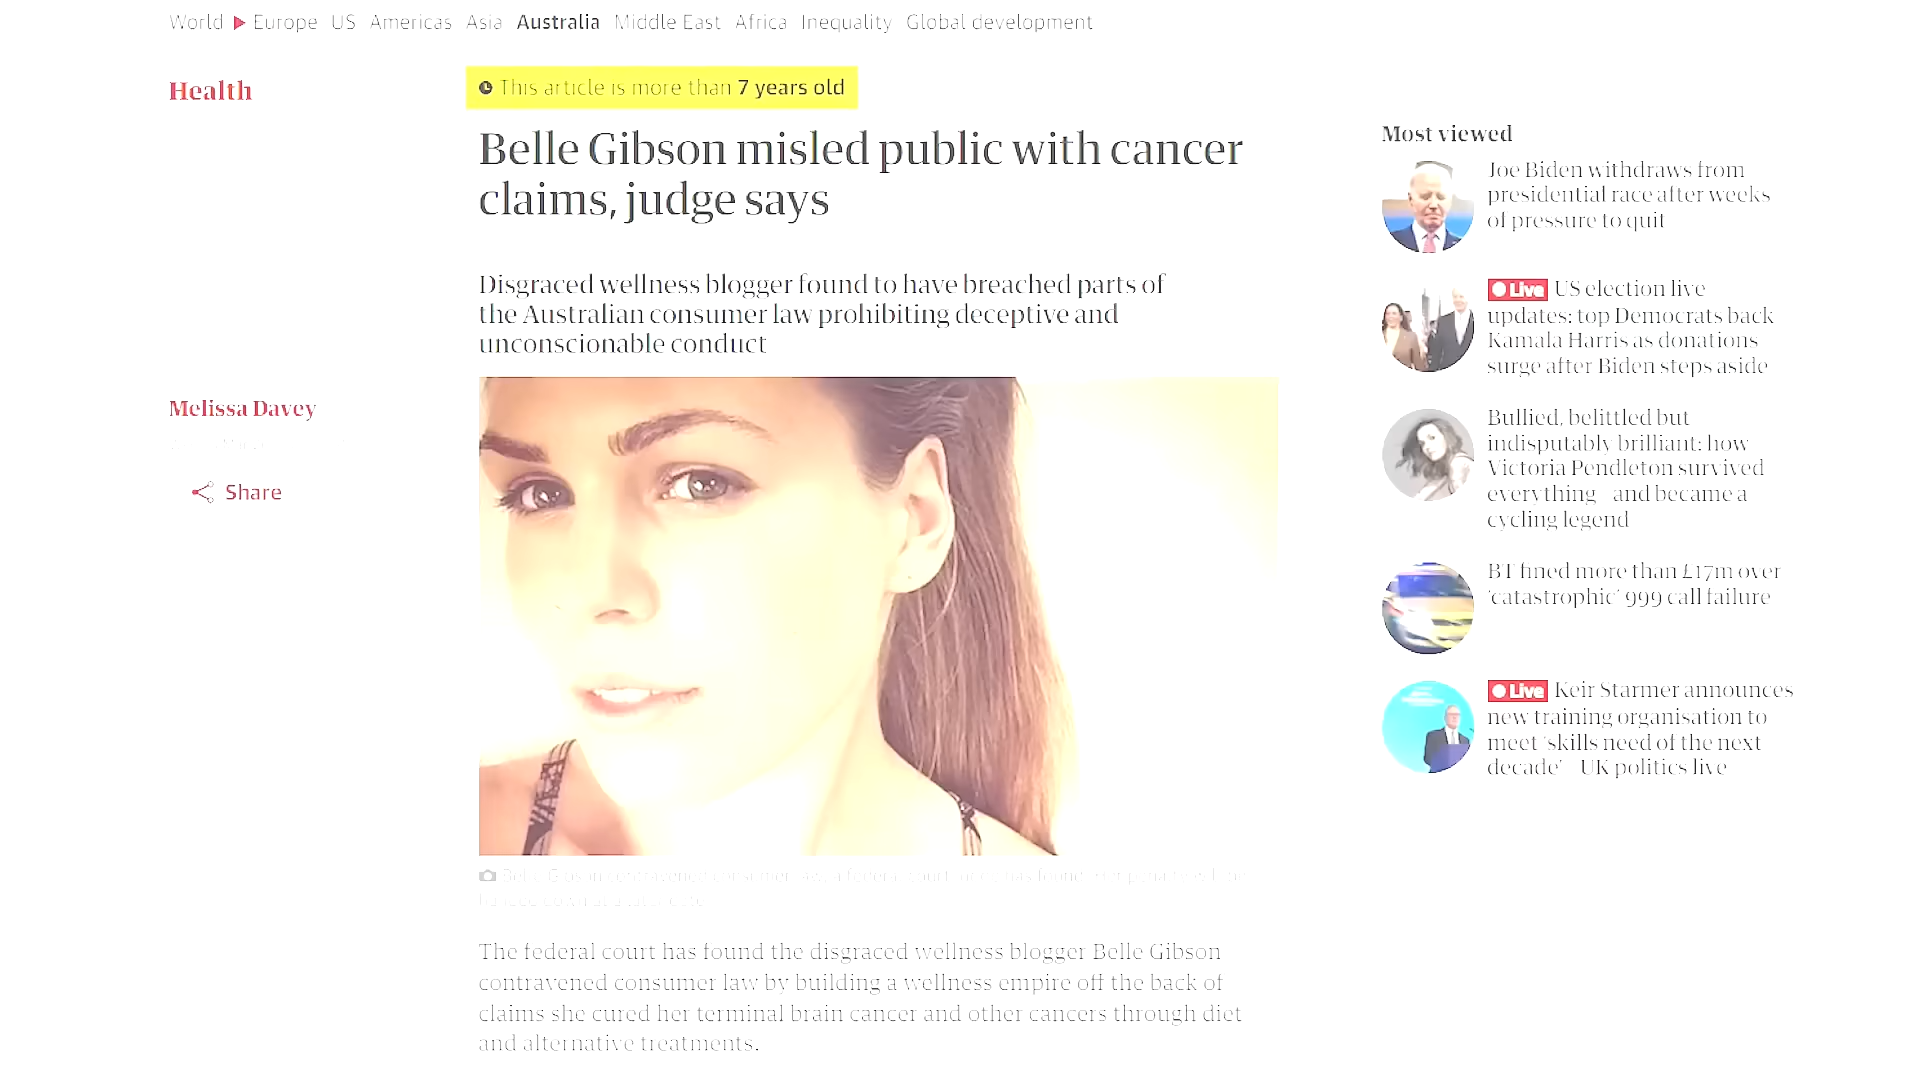 World Europe US Americas Asia Australia Middle East Africa Inequality Global development
Health
This article is more than 7 years old
Belle Gibson misled public with cancer
claims, judge says
Disgraced wellness blogger found to have breached parts of
the Australian consumer law prohibiting deceptive and
unconscionable conduct
Melissa Davey
Share
The federal court has found the disgraced wellness blogger Belle Gibson
contravened consumer law by building a wellness empire off the back of
claims she cured her terminal brain cancer and other cancers through diet
and alternative treatments.
Most viewed
Joe Biden withdraws from
presidential race after weeks
of pressure to quit
Live US election live
updates: top Democrats back
Kamala Harris as donations
surge after Biden steps aside
Bullied, belittled but
indisputably brilliant: how
Victoria Pendleton survived
everything – and became a
cycling legend
BT fined more than £17m over
‘catastrophic’ 999 call failure
Live Keir Starmer announces
new training organisation to
meet ‘skills need of the next
decade’ – UK politics live